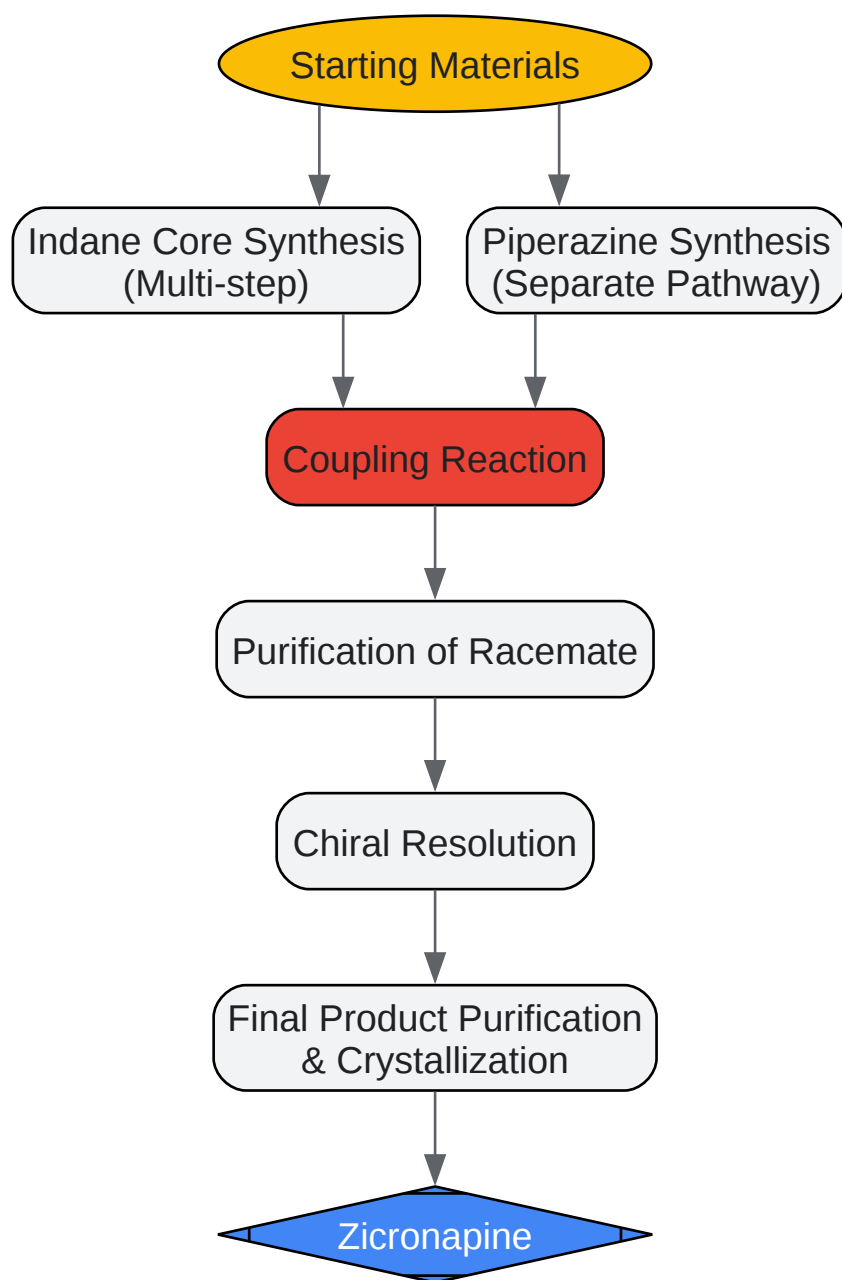 Starting Materials
Indane Core Synthesis
(Multi-step)
Piperazine Synthesis
(Separate Pathway)
Coupling Reaction
Purification of Racemate
Chiral Resolution
Final Product Purification
& Crystallization
Zicronapine